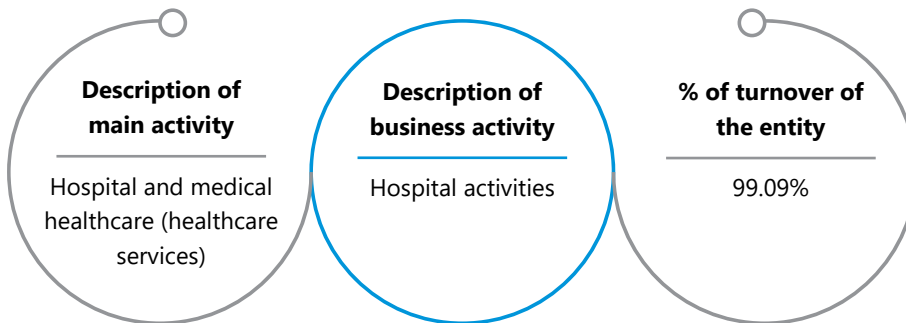 Description of
main activity
Hospital and medical
healthcare (healthcare
services)
Description of
business activity
Hospital activities
% of turnover of
the entity
99.09%